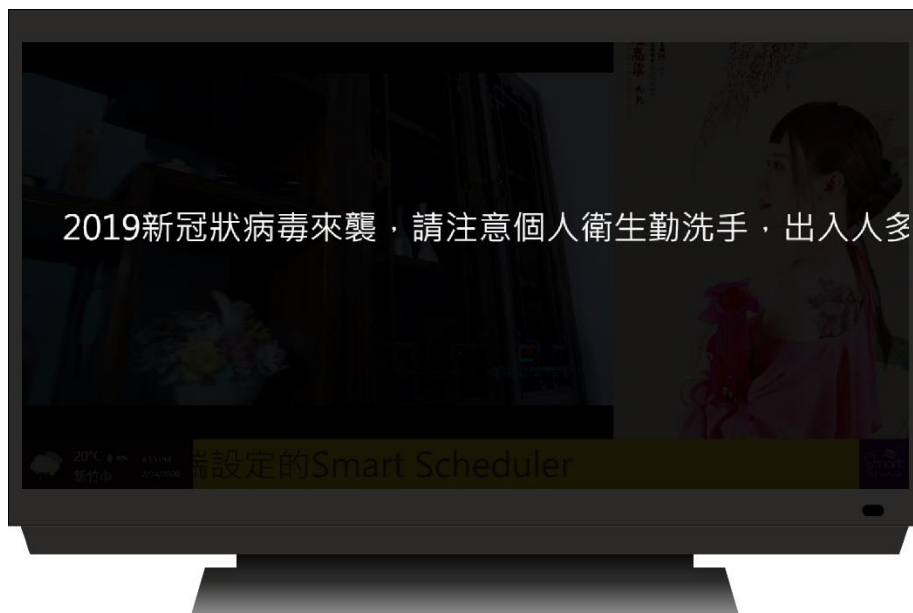 2019新冠狀病毒來襲，請注意個人衛生勤洗手，出入人多
20°C
新竹市
端設定的Smart Scheduler
smart